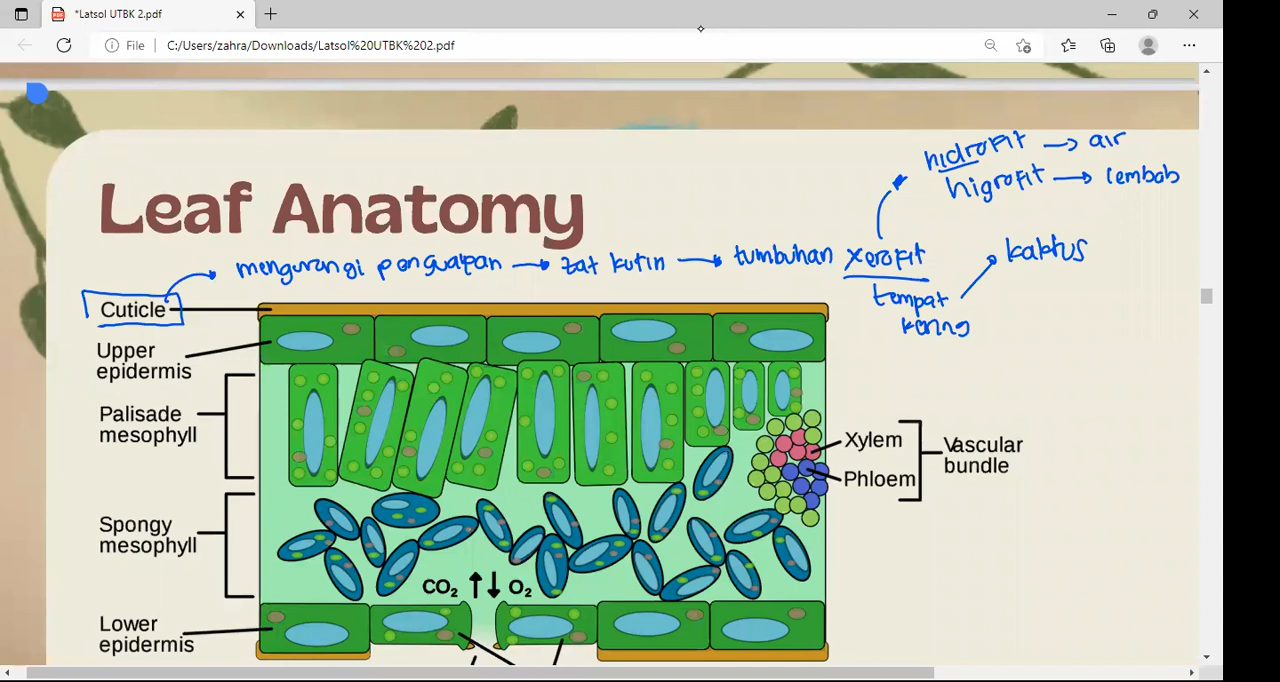 *Latsol UTBK 2.pdf
File
C:/Users/zahra/Downloads/Latsol%20UTBK%202.pdf
hidrofit → air
higrofit → lembab
Leaf Anatomy
mengurangi penguapan → zat kutin → tumbuhan xerofit
kaktus
tempat
kering
Cuticle
Upper
epidermis
Palisade
mesophyll
Xylem
Phloem
Vascular
bundle
Spongy
mesophyll
CO₂ ↑↓ O₂
Lower
epidermis